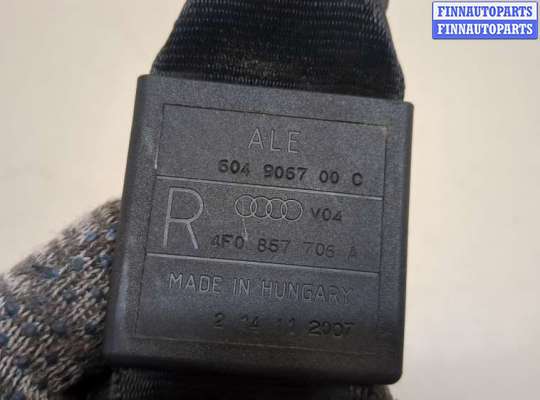 FINNAUTOPARTS
FINNAUTOPARTS
ALE
604 9067 00 C
R
V04
4F0 857 706 A
MADE IN HUNGARY
2 14 11 2007